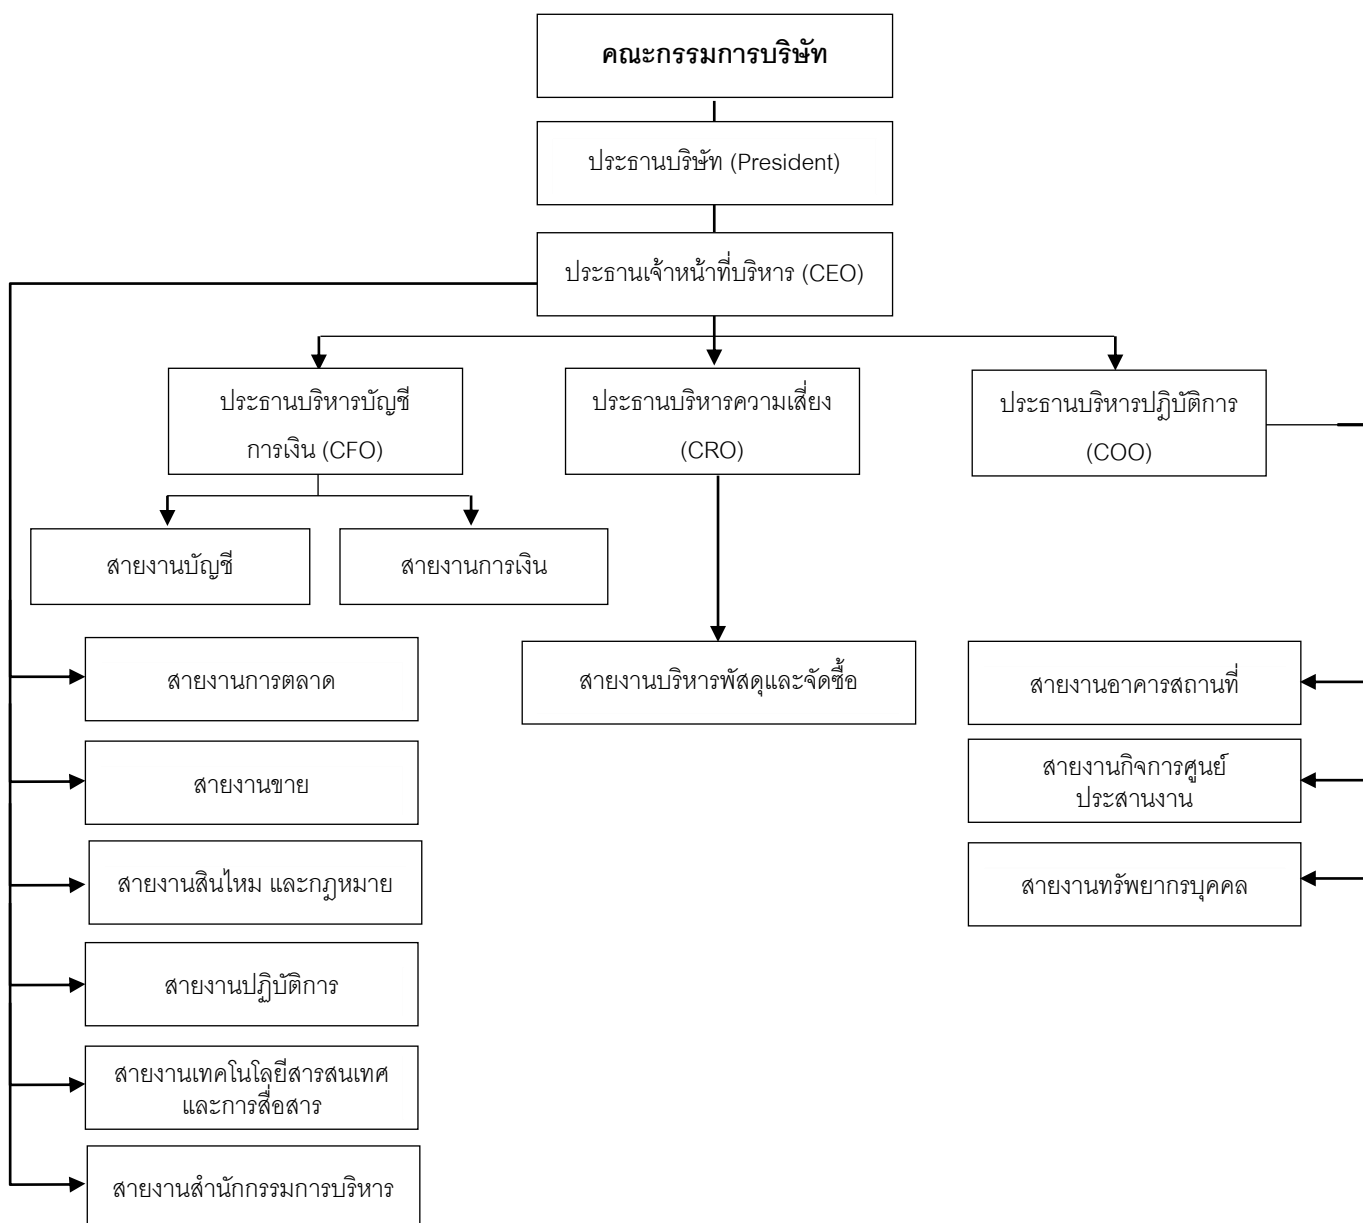 คณะกรรมการบริษัท
ประธานบริษัท (President)
ประธานเจ้าหน้าที่บริหาร (CEO)
ประธานบริหารบัญชี
การเงิน (CFO)
ประธานบริหารความเสี่ยง
(CRO)
ประธานบริหารปฎิบัติการ
(COO)
สายงานบัญชี
สายงานการเงิน
สายงานการตลาด
สายงานบริหารพัสดุและจัดซื้อ
สายงานอาคารสถานที่
สายงานขาย
สายงานกิจการศูนย์
ประสานงาน
สายงานสินไหม และกฎหมาย
สายงานทรัพยากรบุคคล
สายงานปฏิบัติการ
สายงานเทคโนโลยีสารสนเทศ
และการสื่อสาร
สายงานสำนักกรรมการบริหาร